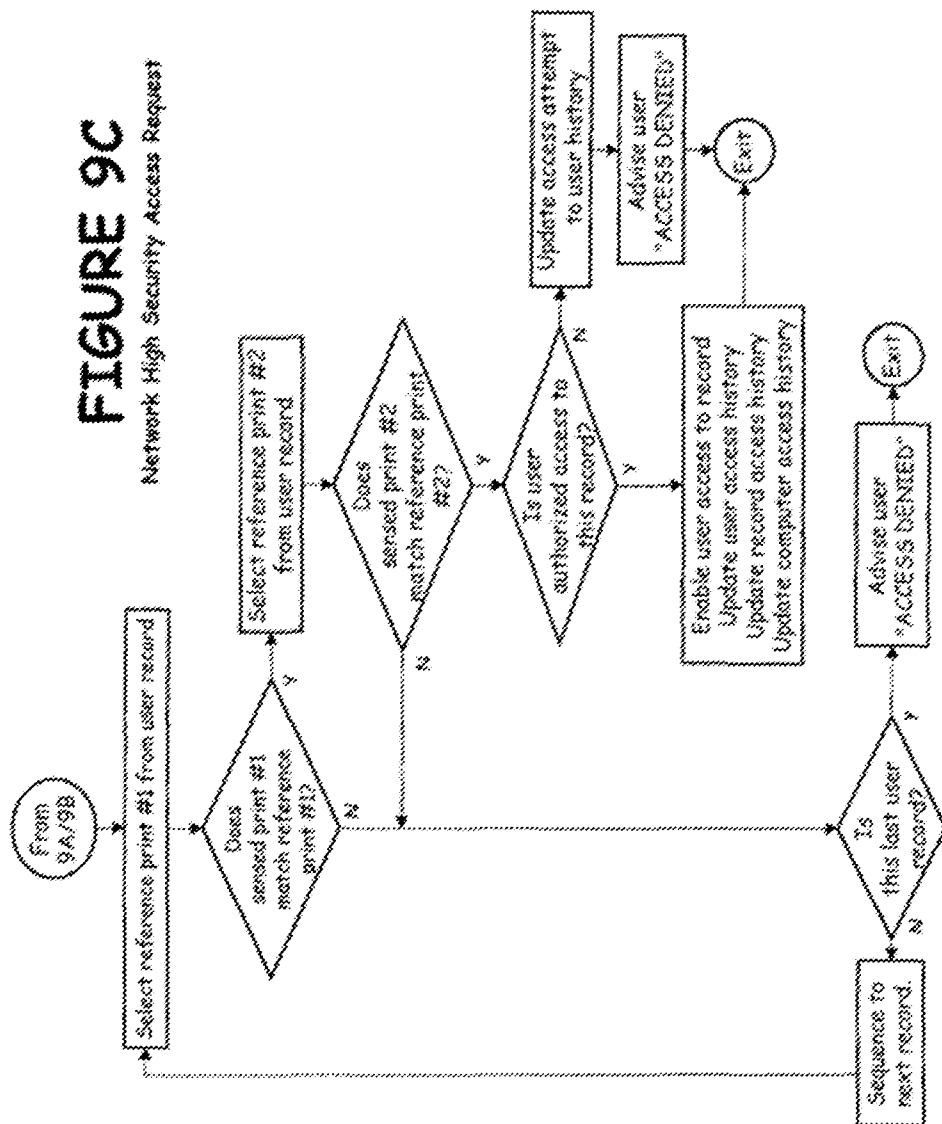 FIGURE 9C
Network High Security Access Request
From
9A/9B
Select reference print #1 from user record
Does
sensed print #1
match reference
print #1?
Y
N
Select reference print #2
from user record
Does
sensed print #2
match reference print
#2?
N
Y
Is user
authorized access to
this record?
N
Y
Update access attempt
to user history
Advise user
"ACCESS DENIED"
Exit
Enable user access to record
Update user access history
Update record access history
Update computer access history
Is
this last user
record?
N
Y
Sequence to
next record.
Advise user
"ACCESS DENIED"
Exit